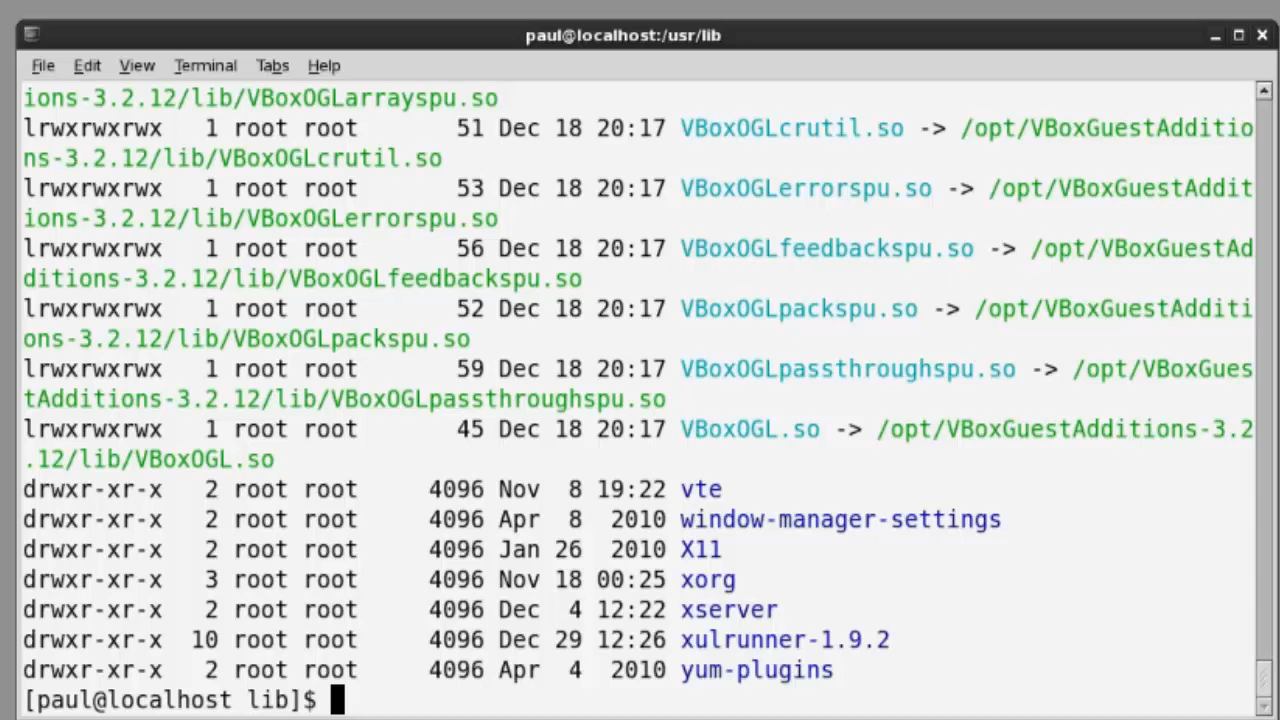 paul@localhost:/usr/lib
File Edit View Terminal Tabs Help
ions-3.2.12/lib/VBoxOGLarrayspu.so
lrwxrwxrwx   1 root root       51 Dec 18 20:17 VBoxOGLcrutil.so -> /opt/VBoxGuestAdditio
ns-3.2.12/lib/VBoxOGLcrutil.so
lrwxrwxrwx   1 root root       53 Dec 18 20:17 VBoxOGLerrorspu.so -> /opt/VBoxGuestAddit
ions-3.2.12/lib/VBoxOGLerrorspu.so
lrwxrwxrwx   1 root root       56 Dec 18 20:17 VBoxOGLfeedbackspu.so -> /opt/VBoxGuestAd
ditions-3.2.12/lib/VBoxOGLfeedbackspu.so
lrwxrwxrwx   1 root root       52 Dec 18 20:17 VBoxOGLpackspu.so -> /opt/VBoxGuestAdditi
ons-3.2.12/lib/VBoxOGLpackspu.so
lrwxrwxrwx   1 root root       59 Dec 18 20:17 VBoxOGLpassthroughspu.so -> /opt/VBoxGues
tAdditions-3.2.12/lib/VBoxOGLpassthroughspu.so
lrwxrwxrwx   1 root root       45 Dec 18 20:17 VBoxOGL.so -> /opt/VBoxGuestAdditions-3.2
.12/lib/VBoxOGL.so
drwxr-xr-x   2 root root     4096 Nov  8 19:22 vte
drwxr-xr-x   2 root root     4096 Apr  8  2010 window-manager-settings
drwxr-xr-x   2 root root     4096 Jan 26  2010 X11
drwxr-xr-x   3 root root     4096 Nov 18 00:25 xorg
drwxr-xr-x   2 root root     4096 Dec  4 12:22 xserver
drwxr-xr-x  10 root root     4096 Dec 29 12:26 xulrunner-1.9.2
drwxr-xr-x   2 root root     4096 Apr  4  2010 yum-plugins
[paul@localhost lib]$